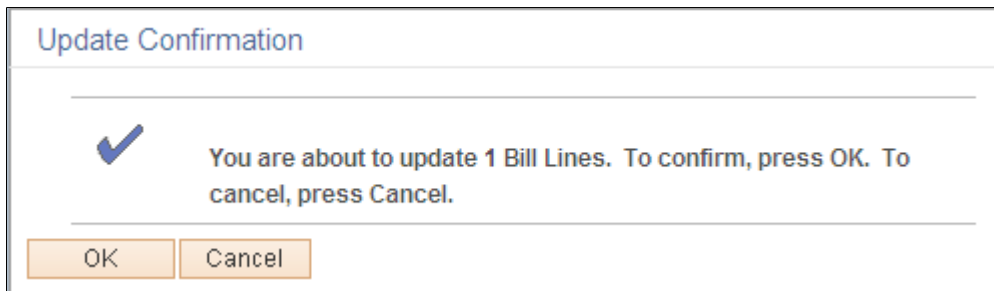 Update Confirmation
You are about to update 1 Bill Lines.  To confirm, press OK.  To
cancel, press Cancel.
OK Cancel